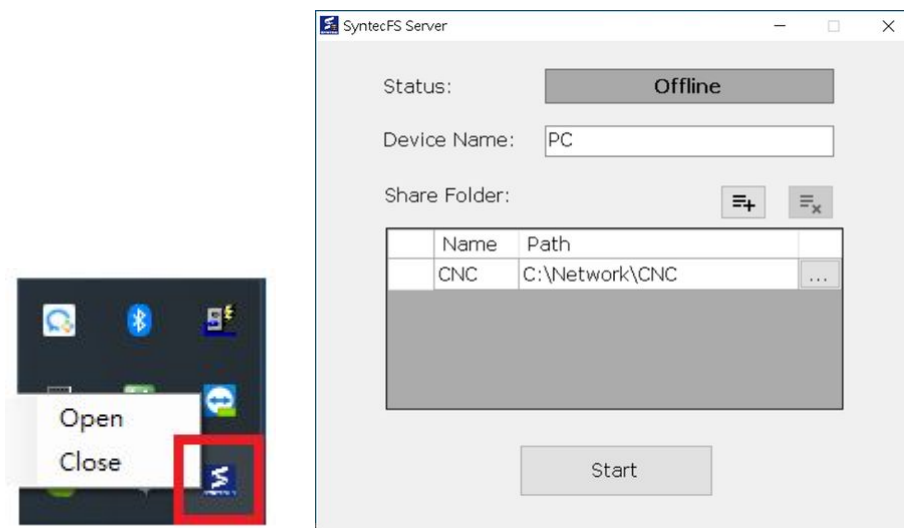 SyntecFS Server
Status:
Offline
Device Name:
PC
Share Folder:
Name Path
CNC C:\Network\CNC ...
Start
Open
Close